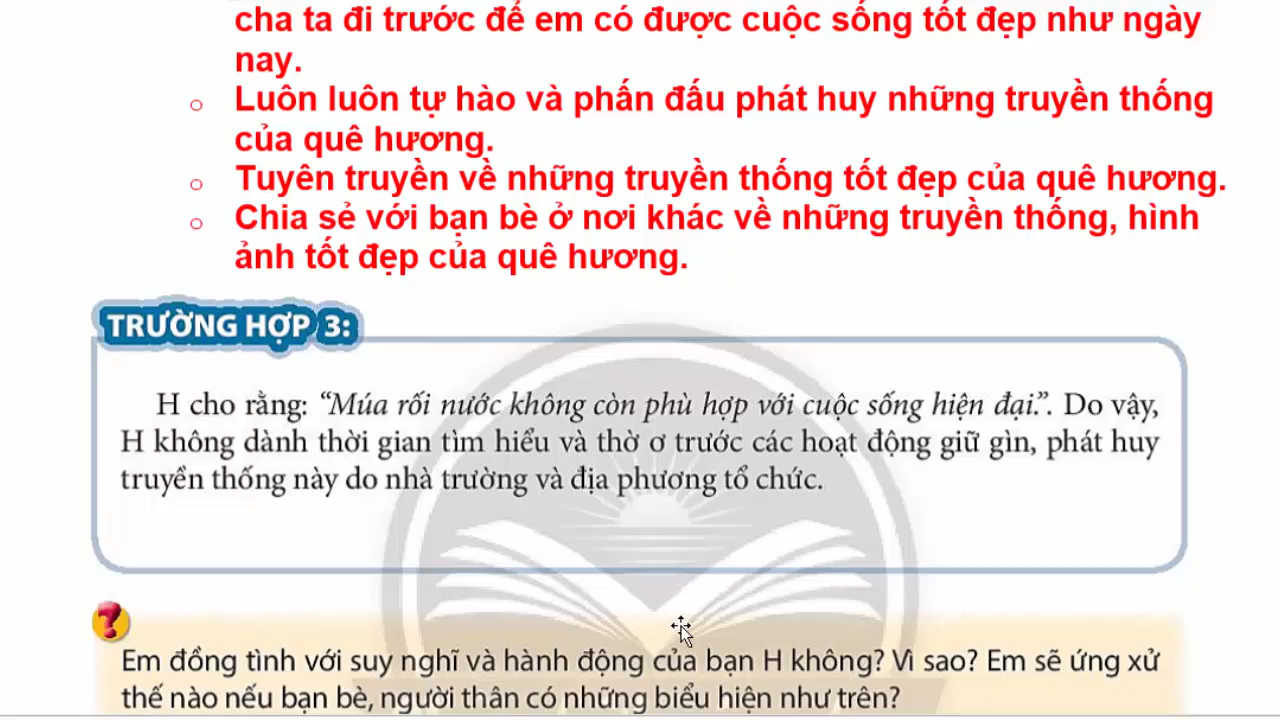 cha ta đi trước để em có được cuộc sống tốt đẹp như ngày
nay.
Luôn luôn tự hào và phấn đấu phát huy những truyền thống
của quê hương.
Tuyên truyền về những truyền thống tốt đẹp của quê hương.
Chia sẻ với bạn bè ở nơi khác về những truyền thống, hình
ảnh tốt đẹp của quê hương.
TRƯỜNG HỢP 3:
H cho rằng: “Múa rối nước không còn phù hợp với cuộc sống hiện đại.”. Do vậy,
H không dành thời gian tìm hiểu và thờ ơ trước các hoạt động giữ gìn, phát huy
truyền thống này do nhà trường và địa phương tổ chức.
?
Em đồng tình với suy nghĩ và hành động của bạn H không? Vì sao? Em sẽ ứng xử
thế nào nếu bạn bè, người thân có những biểu hiện như trên?